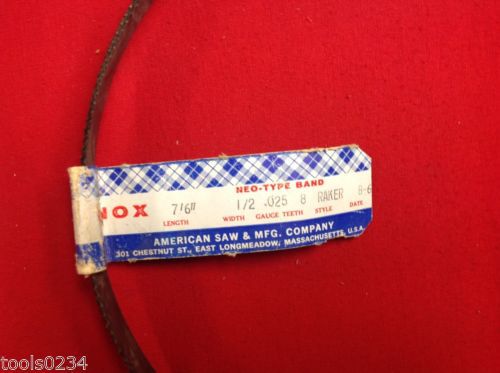 NEO-TYPE BAND
NOX 7'6" 1/2 .025 8 RAKER 8-6
LENGTH WIDTH GAUGE TEETH STYLE DATE
AMERICAN SAW & MFG. COMPANY
301 CHESTNUT ST., EAST LONGMEADOW, MASSACHUSETTS, U.S.A.
tools0234